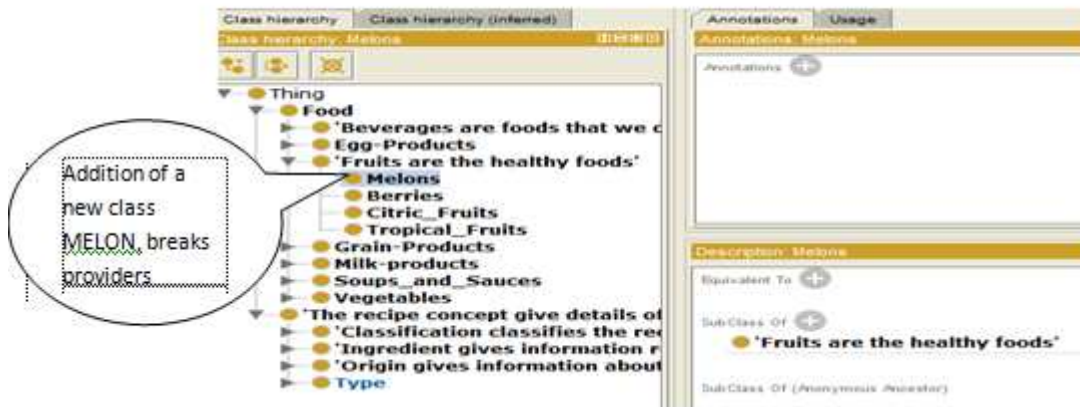 Class hierarchy Class hierarchy (inferred)
Class hierarchy: Melons
Thing
Food
'Beverages are foods that we c
Egg-Products
'Fruits are the healthy foods'
Melons
Berries
Citric_Fruits
Tropical_Fruits
Grain-Products
Milk-products
Soups_and_Sauces
Vegetables
'The recipe concept give details of
'Classification classifies the rec
'Ingredient gives information r
'Origin gives information about
Type
Addition of a
new class
MELON, breaks
providers
Annotations Usage
Annotations: Melons
Annotations
Description: Melons
Equivalent To
SubClass Of
'Fruits are the healthy foods'
SubClass Of (Anonymous Ancestor)